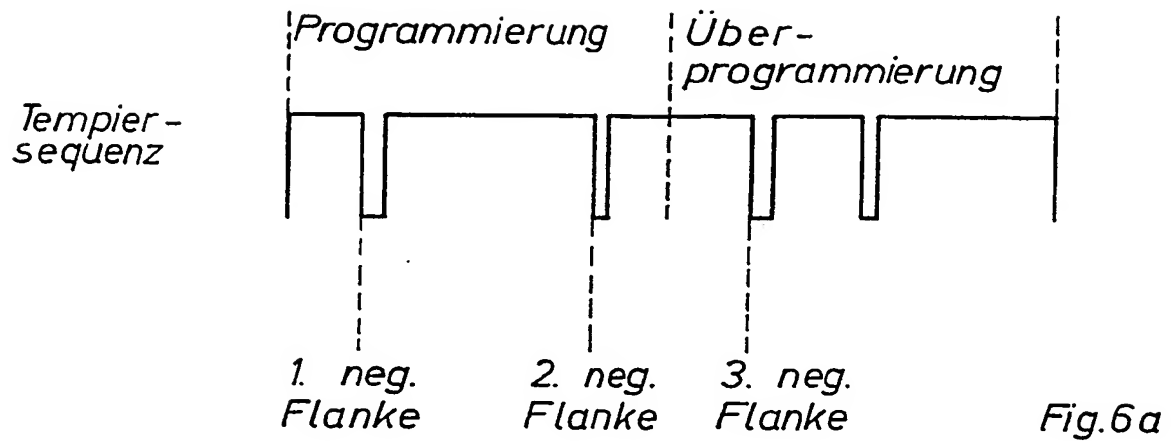 Programmierung
Über-
programmierung
Tempier-
sequenz
1. neg.
Flanke
2. neg.
Flanke
3. neg.
Flanke
Fig.6a